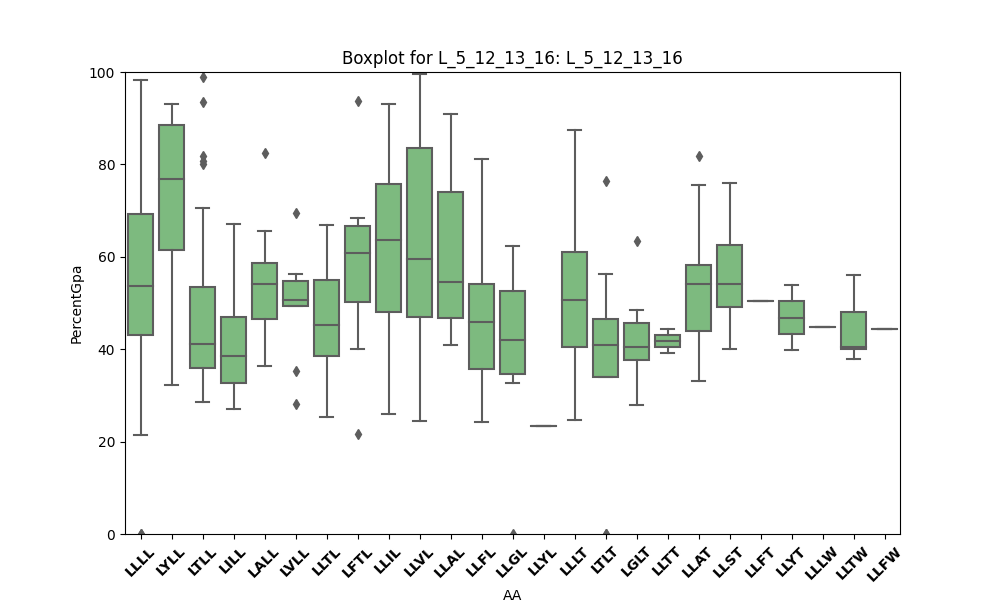 Boxplot for L_5_12_13_16: L_5_12_13_16
100
80
60
40
20
0
PercentGpa
LLLL LYLL LTLL LILL LALL LVLL LLTL LFTL LLIL LLVL LLAL LLFL LLGL LLYL LLLT LTLT LGLT LLTT LLAT LLST LLFT LLYT LLLW LLTW LLFW
AA